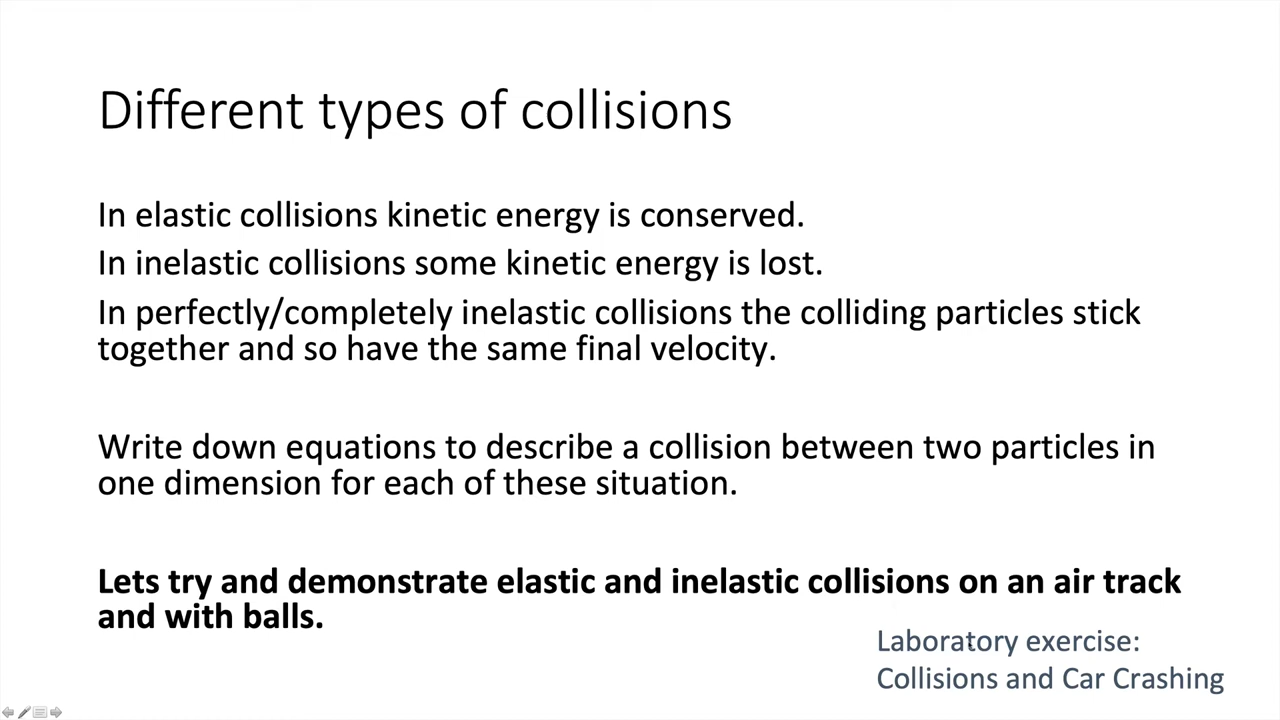 Different types of collisions
In elastic collisions kinetic energy is conserved.
In inelastic collisions some kinetic energy is lost.
In perfectly/completely inelastic collisions the colliding particles stick
together and so have the same final velocity.
Write down equations to describe a collision between two particles in
one dimension for each of these situation.
Lets try and demonstrate elastic and inelastic collisions on an air track
and with balls.
Laboratory exercise:
Collisions and Car Crashing